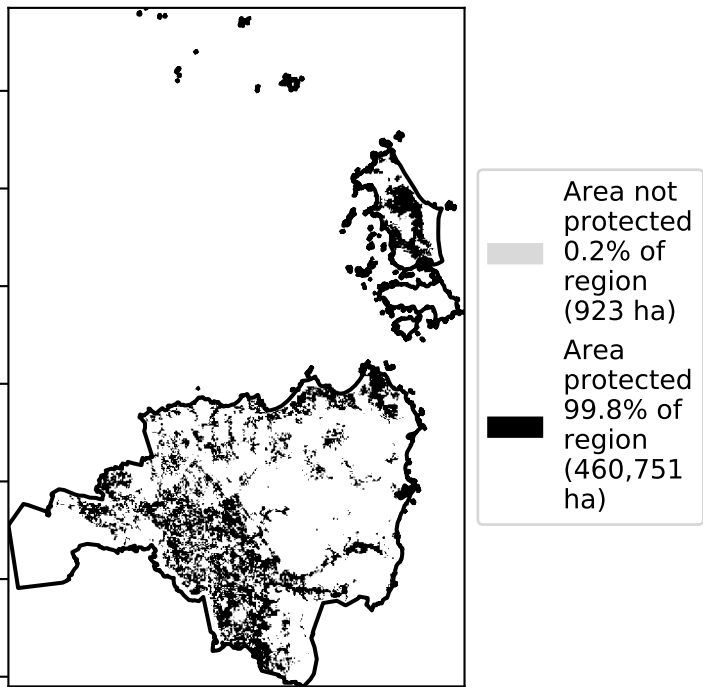 Area not
protected
0.2% of
region
(923 ha)
Area
protected
99.8% of
region
(460,751
ha)